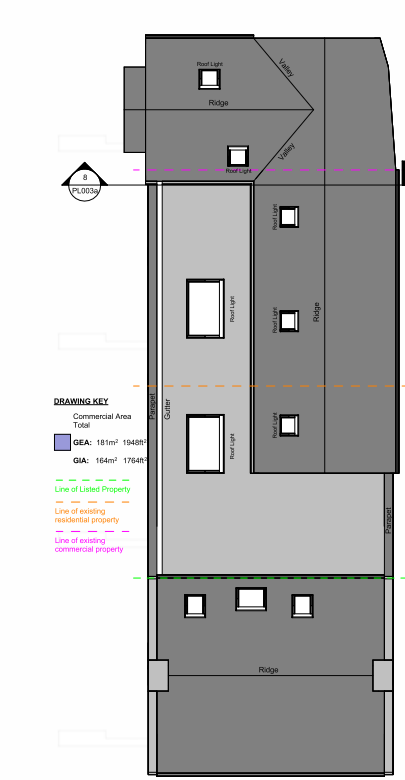 Roof Light
Valley
Ridge
Valley
Roof Light
8
PL003a
Roof Light
Roof Light
Ridge
Roof Light
Parapet
Gutter
Roof Light
Roof Light
DRAWING KEY
Commercial Area
Total
GEA: 181m² 1948ft²
GIA: 164m² 1764ft²
Line of Listed Property
Line of existing
residential property
Line of existing
commercial property
Parapet
Ridge